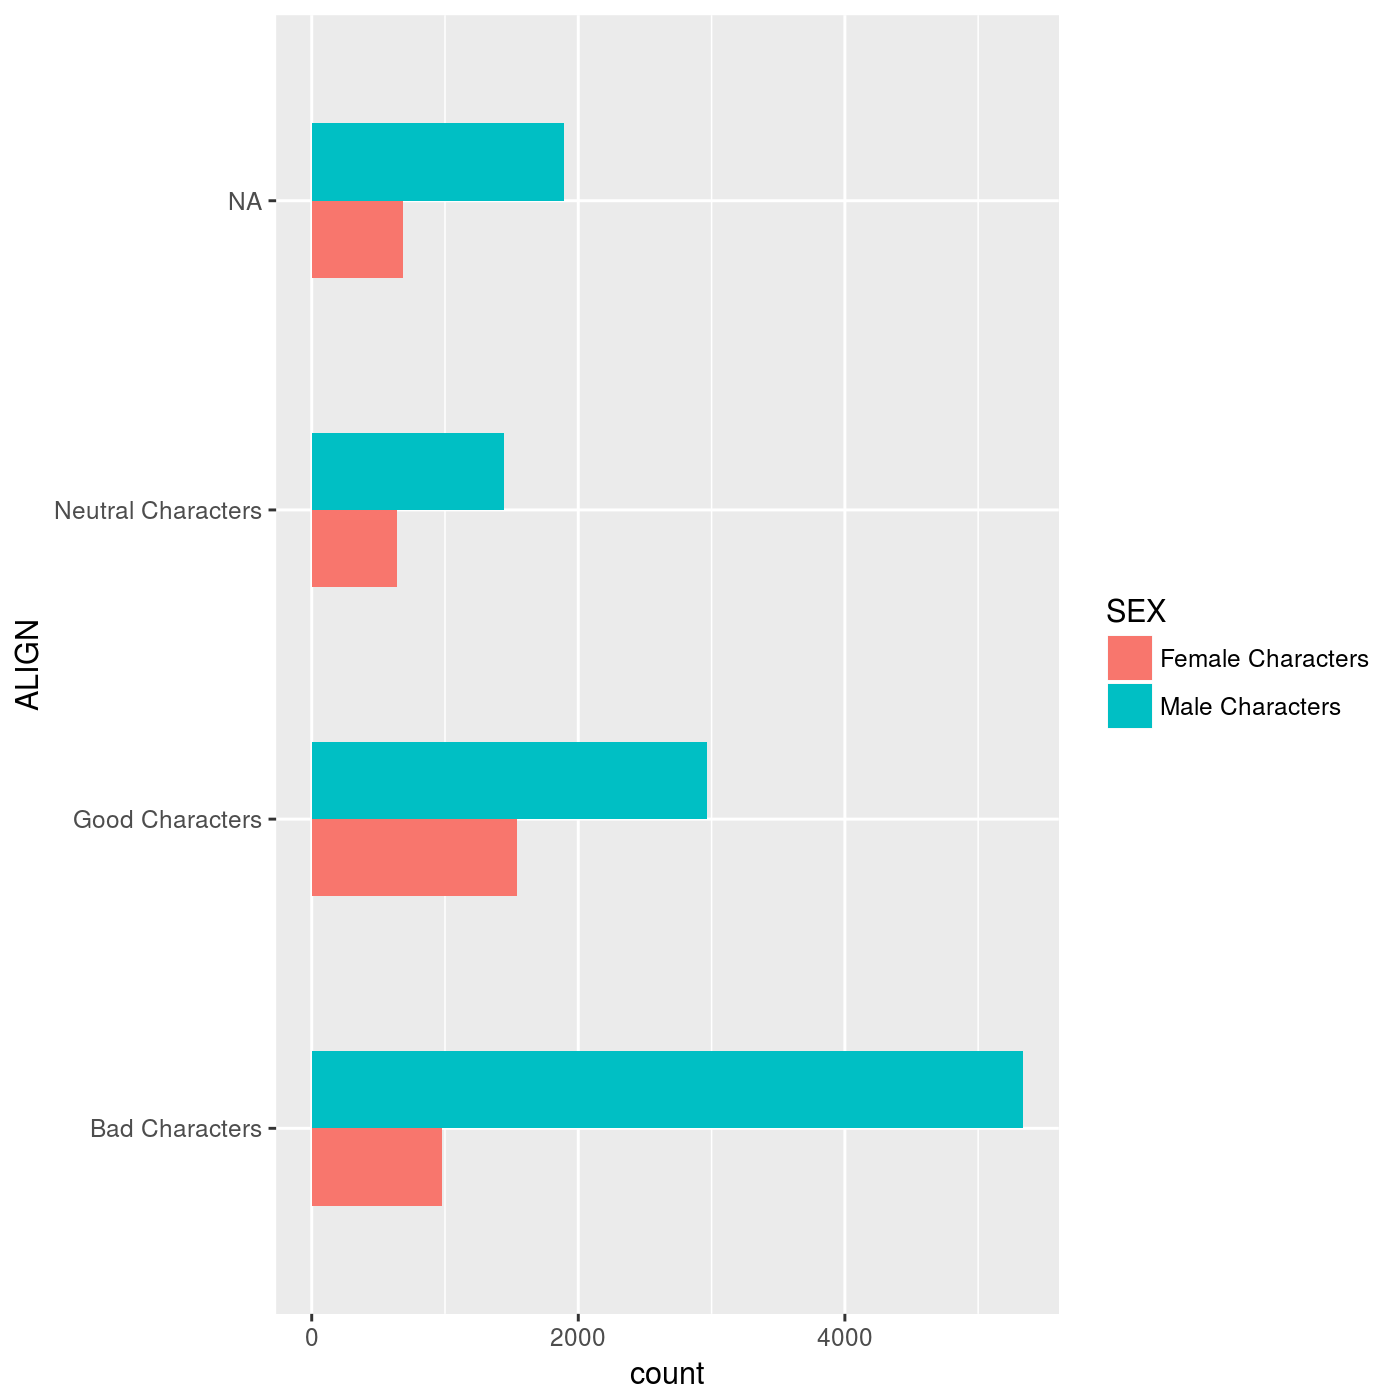 ALIGN
NA
Neutral Characters
Good Characters
Bad Characters
0
2000
4000
count
SEX
Female Characters
Male Characters